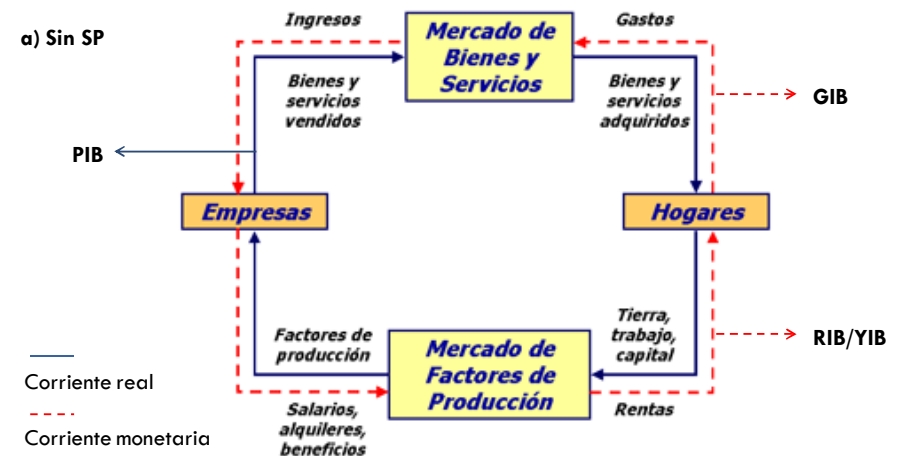 a) Sin SP
Ingresos
Mercado de
Bienes y
Servicios
Gastos
Bienes y
servicios
vendidos
Bienes y
servicios
adquiridos
GIB
PIB
Empresas
Hogares
Factores de
producción
Mercado de
Factores de
Producción
Tierra,
trabajo,
capital
RIB/YIB
Salarios,
alquileres,
beneficios
Rentas
Corriente real
Corriente monetaria